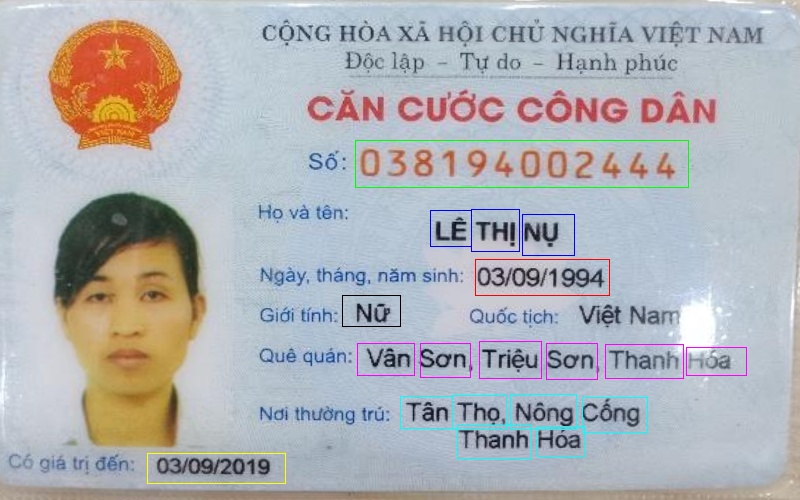 CỘNG HÒA XÃ HỘI CHỦ NGHĨA VIỆT NAM
Độc lập - Tự do - Hạnh phúc
CĂN CƯỚC CÔNG DÂN
Số: 038194002444
Họ và tên:
LÊ THỊ NỤ
Ngày, tháng, năm sinh: 03/09/1994
Giới tính: Nữ Quốc tịch: Việt Nam
Quê quán: Vân Sơn, Triệu Sơn, Thanh Hóa
Nơi thường trú: Tân Thọ, Nông Cống
Thanh Hóa
Có giá trị đến: 03/09/2019
VIỆT NAM